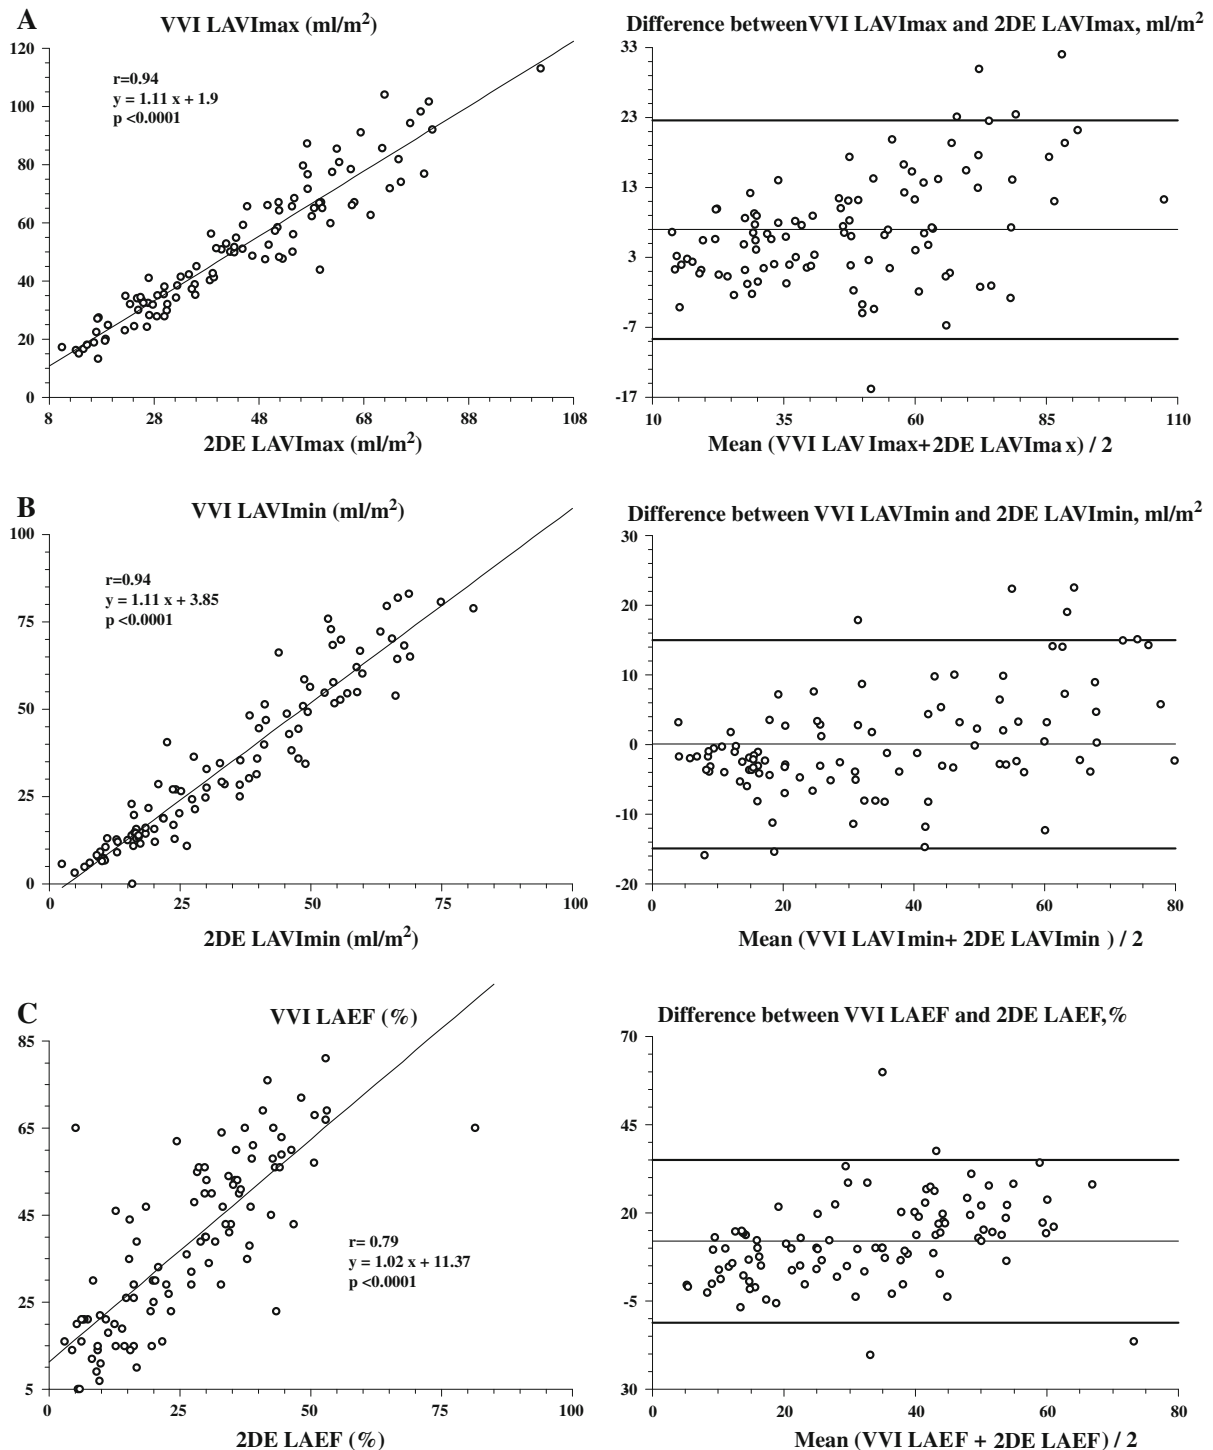 A
VVI LAVImax (ml/m²)
r=0.94
y = 1.11 x + 1.9
p <0.0001
120
100
80
60
40
20
0
8 28 48 68 88 108
2DE LAVImax (ml/m²)
Difference between VVI LAVImax and 2DE LAVImax, ml/m²
33
23
13
3
-7
-17
10 35 60 85 110
Mean (VVI LAV Imax+2DE LAVIma x) / 2
B
VVI LAVImin (ml/m²)
r=0.94
y = 1.11 x + 3.85
p <0.0001
100
75
50
25
0
0 25 50 75 100
2DE LAVImin (ml/m²)
Difference between VVI LAVImin and 2DE LAVImin, ml/m²
30
20
10
0
-10
-20
0 20 40 60 80
Mean (VVI LAVImin+ 2DE LAVImin ) / 2
C
VVI LAEF (%)
85
65
45
25
5
r= 0.79
y = 1.02 x + 11.37
p <0.0001
0 25 50 75 100
2DE LAEF (%)
Difference between VVI LAEF and 2DE LAEF,%
70
45
20
-5
30
0 20 40 60 80
Mean (VVI LAEF + 2DE LAEF) / 2